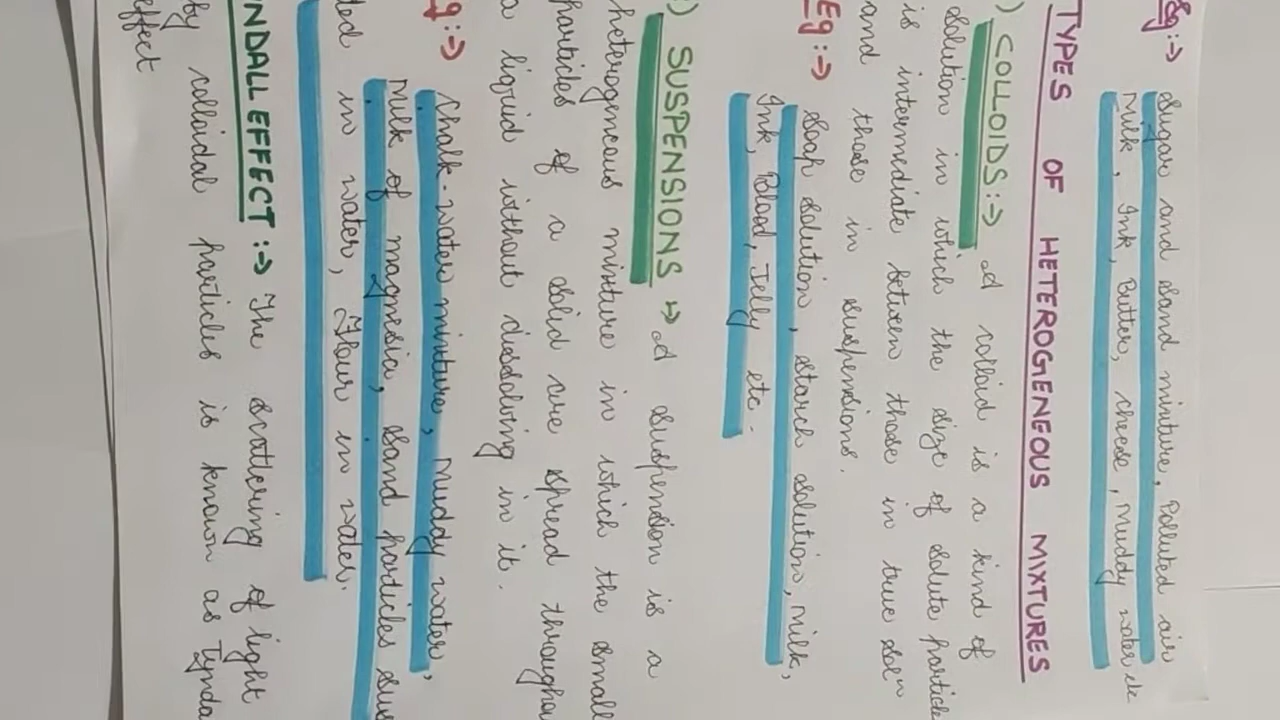 Eg :→ Sugar and sand mixture, Polluted air
Milk, Ink, Butter, cheese, Muddy water etc
TYPES OF HETEROGENEOUS MIXTURES
) COLLOIDS :→ A colloid is a kind of
solution in which the size of solute particle
is intermediate between those in true solⁿ
and those in suspensions.
Eg :→ Soap solution, starch solution, milk,
Ink, Blood, Jelly etc.
) SUSPENSIONS :→ A suspension is a
heterogeneous mixture in which the small
particles of a solid are spread throughou
a liquid without dissolving in it.
g :→ Chalk-water mixture, Muddy water,
Milk of magnesia, Sand particles sus
ded in water, Flour in water.
NDALL EFFECT :→ The scattering of light
by colloidal particles is known as Tynda
effect